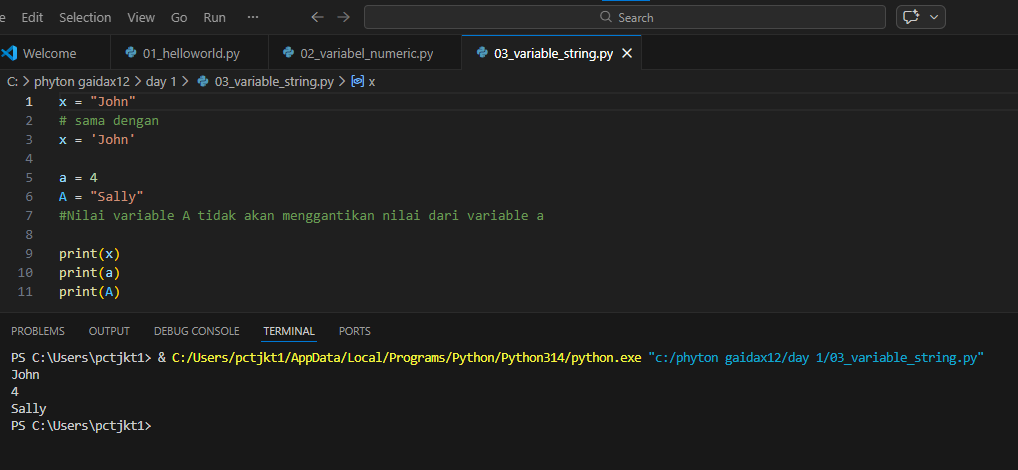 e Edit Selection View Go Run ··· Search
Welcome 01_helloworld.py 02_variabel_numeric.py 03_variable_string.py
C: > phyton gaidax12 > day 1 > 03_variable_string.py > x
1 x = "John"
2 # sama dengan
3 x = 'John'
4
5 a = 4
6 A = "Sally"
7 #Nilai variable A tidak akan menggantikan nilai dari variable a
8
9 print(x)
10 print(a)
11 print(A)
PROBLEMS OUTPUT DEBUG CONSOLE TERMINAL PORTS
PS C:\Users\pctjkt1> & C:/Users/pctjkt1/AppData/Local/Programs/Python/Python314/python.exe "c:/phyton gaidax12/day 1/03_variable_string.py"
John
4
Sally
PS C:\Users\pctjkt1>